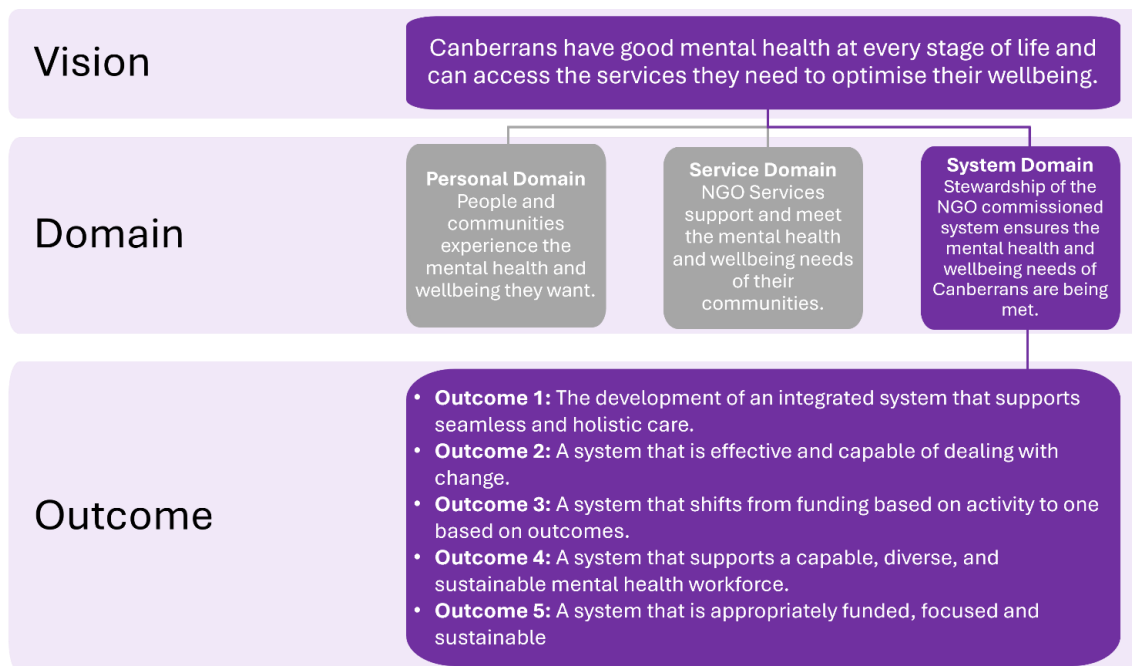 Vision
Canberrans have good mental health at every stage of life and
can access the services they need to optimise their wellbeing.
Domain
Personal Domain
People and
communities
experience the
mental health and
wellbeing they want.
Service Domain
NGO Services
support and meet
the mental health
and wellbeing needs
of their
communities.
System Domain
Stewardship of the
NGO commissioned
system ensures the
mental health and
wellbeing needs of
Canberrans are being
met.
Outcome
• Outcome 1: The development of an integrated system that supports
seamless and holistic care.
• Outcome 2: A system that is effective and capable of dealing with
change.
• Outcome 3: A system that shifts from funding based on activity to one
based on outcomes.
• Outcome 4: A system that supports a capable, diverse, and
sustainable mental health workforce.
• Outcome 5: A system that is appropriately funded, focused and
sustainable